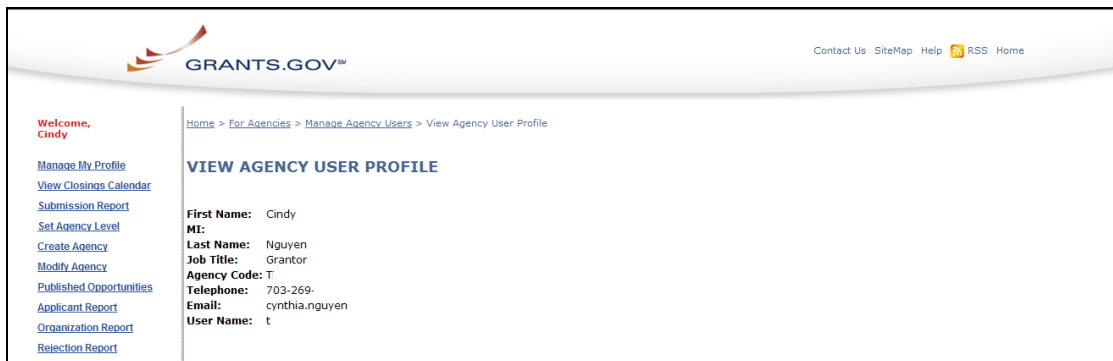 GRANTS.GOV℠
Contact Us SiteMap Help RSS Home
Welcome,
Cindy
Manage My Profile
View Closings Calendar
Submission Report
Set Agency Level
Create Agency
Modify Agency
Published Opportunities
Applicant Report
Organization Report
Rejection Report
Home > For Agencies > Manage Agency Users > View Agency User Profile
VIEW AGENCY USER PROFILE
First Name: Cindy
MI:
Last Name: Nguyen
Job Title: Grantor
Agency Code: T
Telephone: 703-269-
Email: cynthia.nguyen
User Name: t